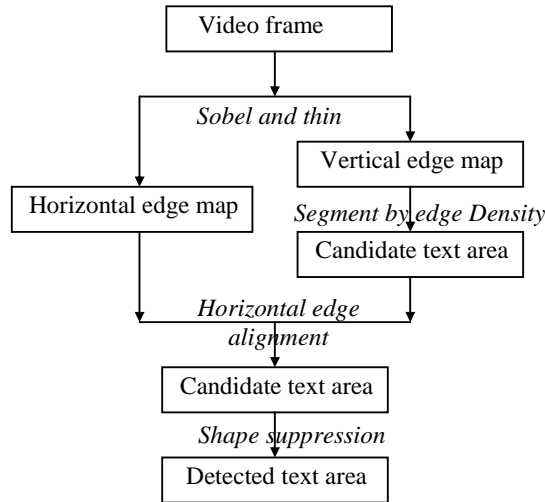 Video frame
Sobel and thin
Vertical edge map
Horizontal edge map
Segment by edge Density
Candidate text area
Horizontal edge
alignment
Candidate text area
Shape suppression
Detected text area